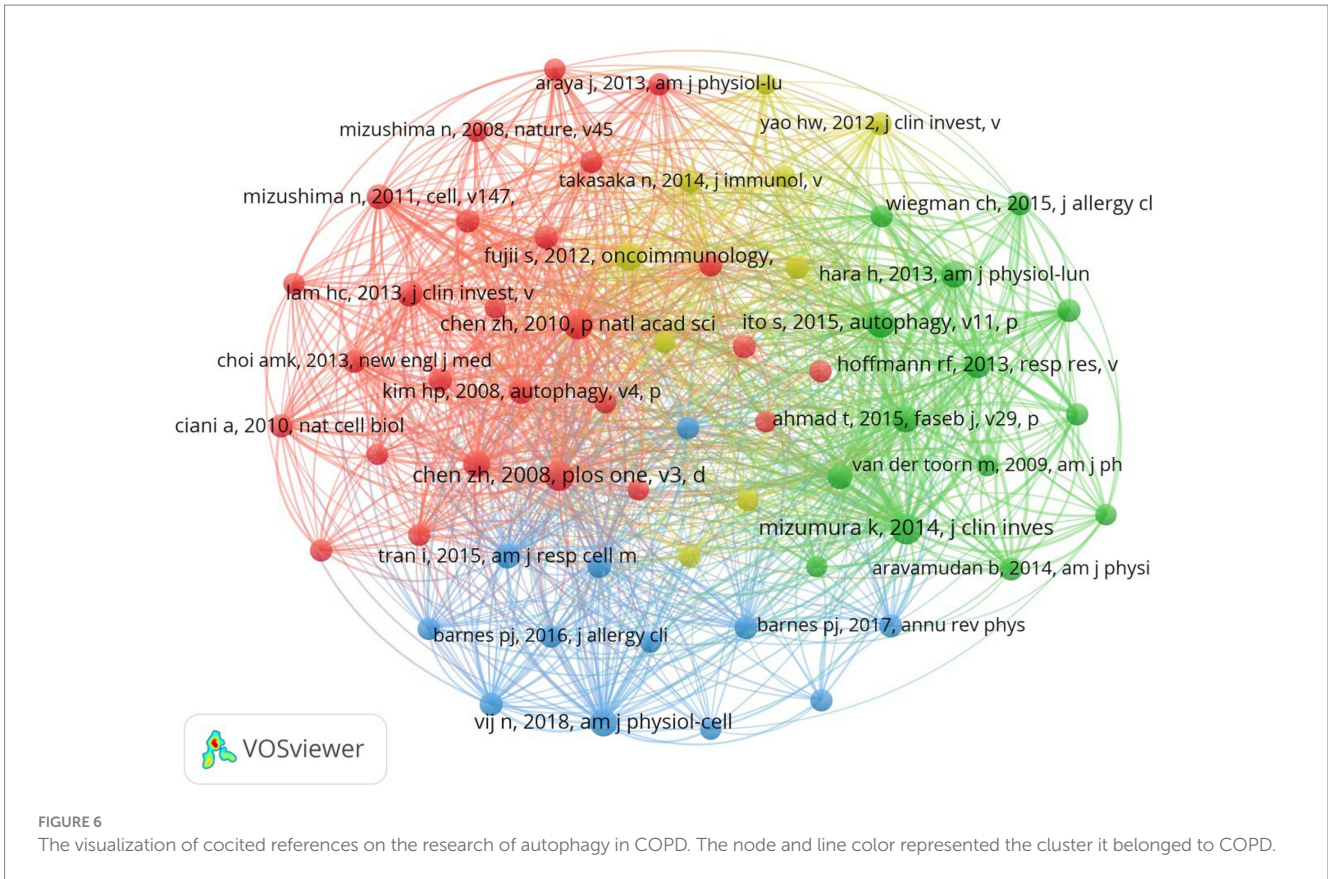 araya j, 2013, am j physiol-lu
mizushima n, 2008, nature, v45
yao hw, 2012, j clin invest, v
takasaka n, 2014, j immunol, v
mizushima n, 2011, cell, v147,
wiegman ch, 2015, j allergy cl
fujii s, 2012, oncoimmunology,
hara h, 2013, am j physiol-lun
lam hc, 2013, j clin invest, v
chen zh, 2010, p natl acad sci
ito s, 2015, autophagy, v11, p
choi amk, 2013, new engl j med
hoffmann rf, 2013, resp res, v
kim hp, 2008, autophagy, v4, p
ciani a, 2010, nat cell biol
ahmad t, 2015, faseb j, v29, p
van der toorn m, 2009, am j ph
chen zh, 2008, plos one, v3, d
mizumura k, 2014, j clin inves
tran i, 2015, am j resp cell m
aravamudan b, 2014, am j physi
barnes pj, 2016, j allergy cli
barnes pj, 2017, annu rev phys
vij n, 2018, am j physiol-cell
VOSviewer
FIGURE 6
The visualization of cocited references on the research of autophagy in COPD. The node and line color represented the cluster it belonged to COPD.